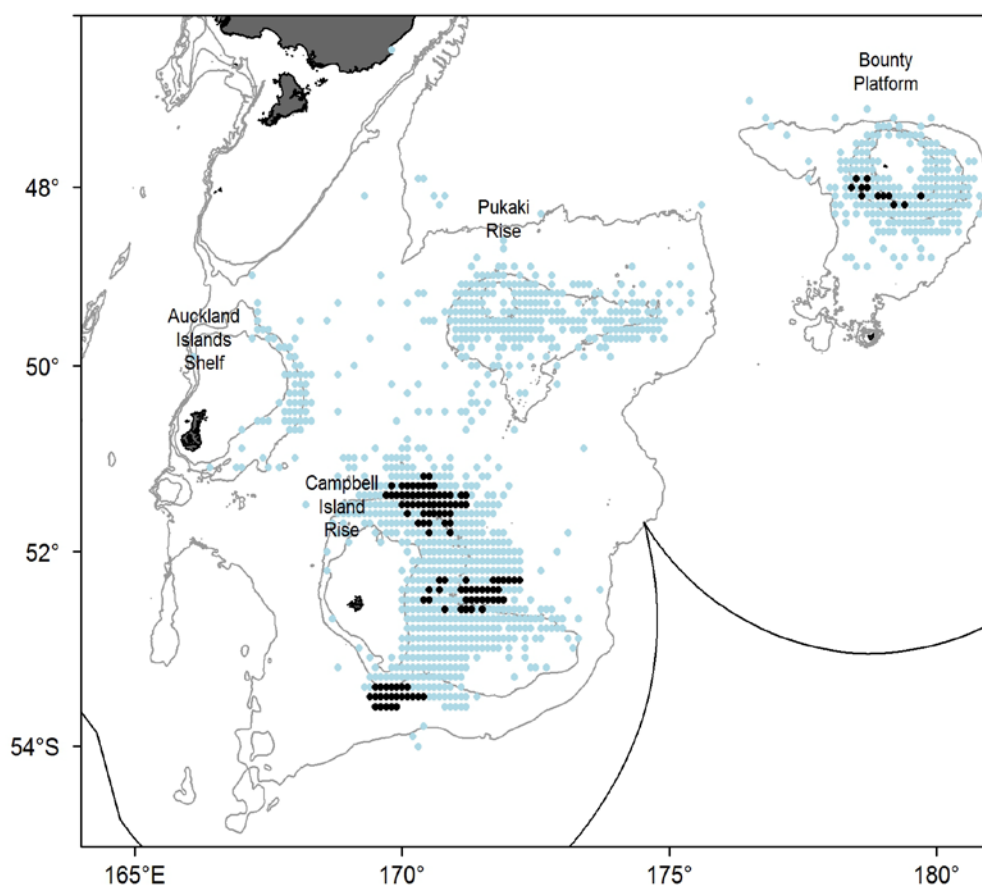 Bounty
Platform
48°
Pukaki
Rise
Auckland
Islands
Shelf
50°
Campbell
Island
Rise
52°
54°S
165°E
170°
175°
180°